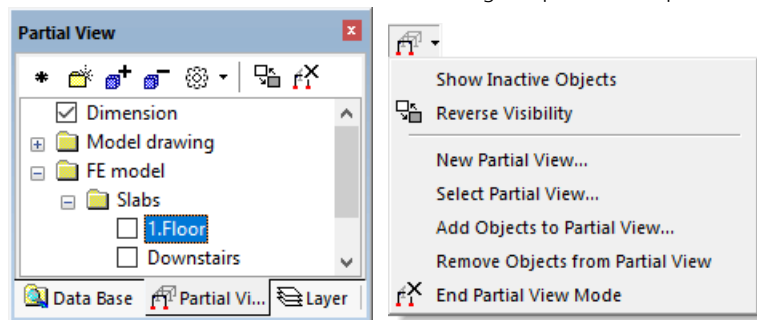 Partial View
Dimension
Model drawing
FE model
Slabs
1.Floor
Downstairs
Data Base
Partial Vi...
Layer
Show Inactive Objects
Reverse Visibility
New Partial View...
Select Partial View...
Add Objects to Partial View...
Remove Objects from Partial View
End Partial View Mode